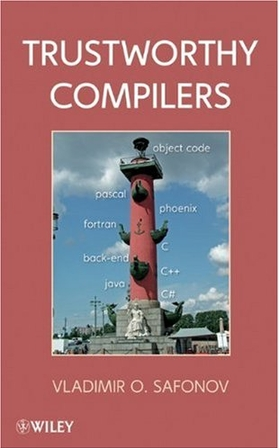 TRUSTWORTHY
COMPILERS
object code
pascal
phoenix
fortran
C
back-end
C++
java
C#
VLADIMIR O. SAFONOV
WILEY